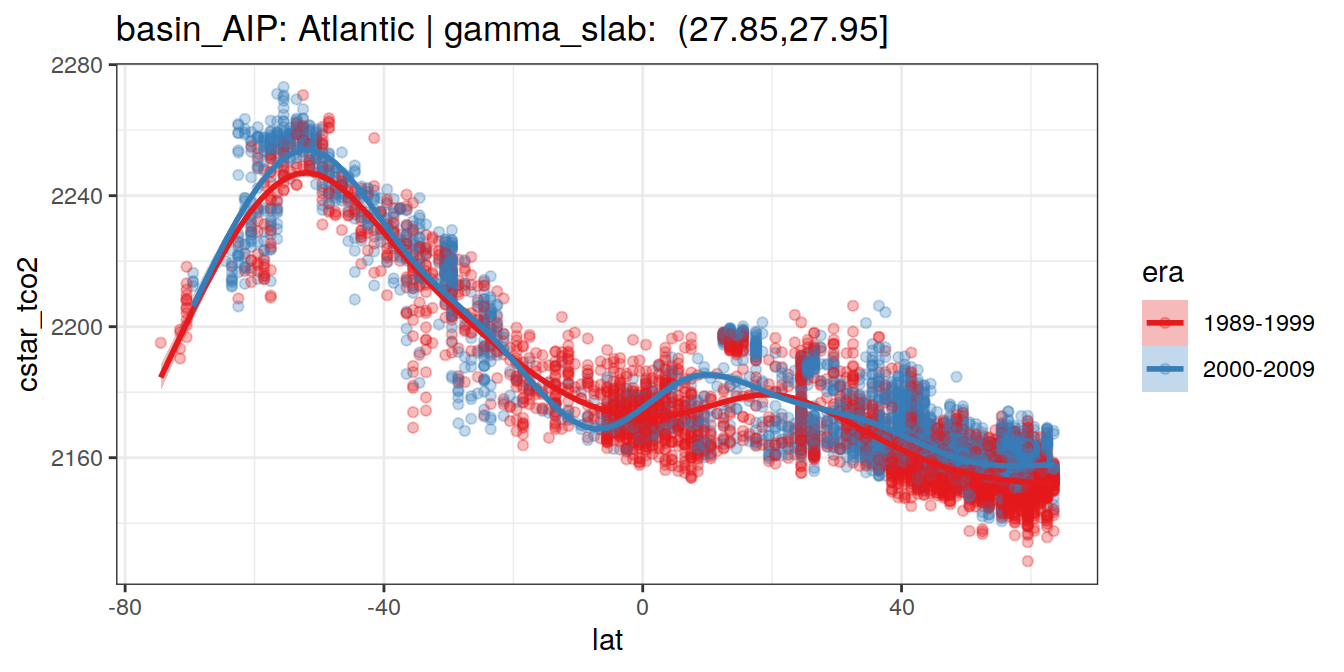 basin_AIP: Atlantic | gamma_slab:  (27.85,27.95]
2280
2240
2200
2160
cstar_tco2
-80
-40
0
40
lat
era
1989-1999
2000-2009